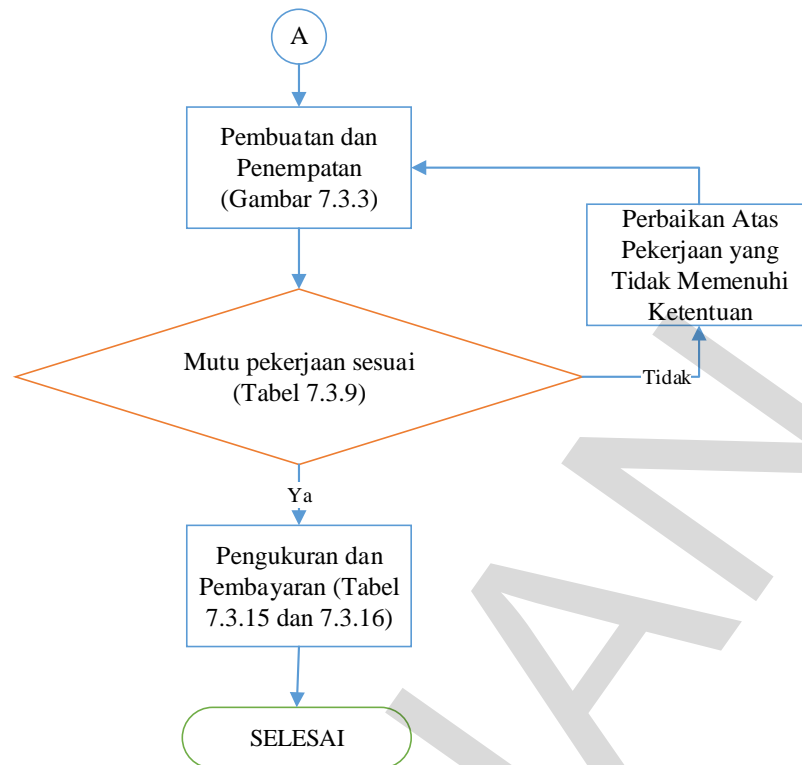 A
Pembuatan dan
Penempatan
(Gambar 7.3.3)
Perbaikan Atas
Pekerjaan yang
Tidak Memenuhi
Ketentuan
Mutu pekerjaan sesuai
(Tabel 7.3.9)
Tidak
Ya
Pengukuran dan
Pembayaran (Tabel
7.3.15 dan 7.3.16)
SELESAI